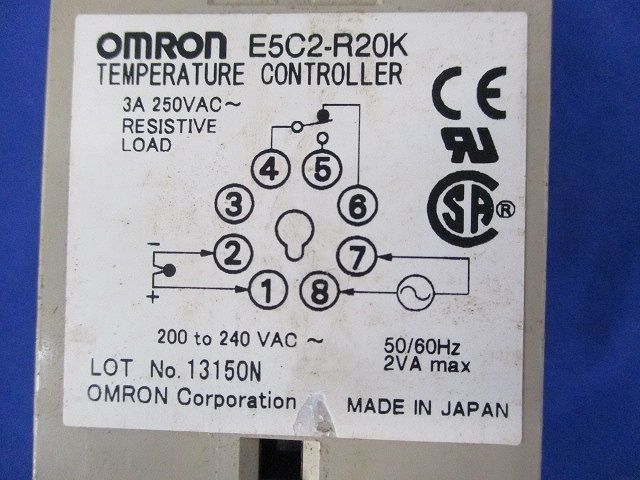 OMRON E5C2-R20K
TEMPERATURE CONTROLLER
3A 250VAC~
RESISTIVE
LOAD
CE
4 5
3 6
2 7
1 8
SA ®
−
+
200 to 240 VAC ~
50/60Hz
2VA max
LOT No. 13150N
OMRON Corporation
MADE IN JAPAN